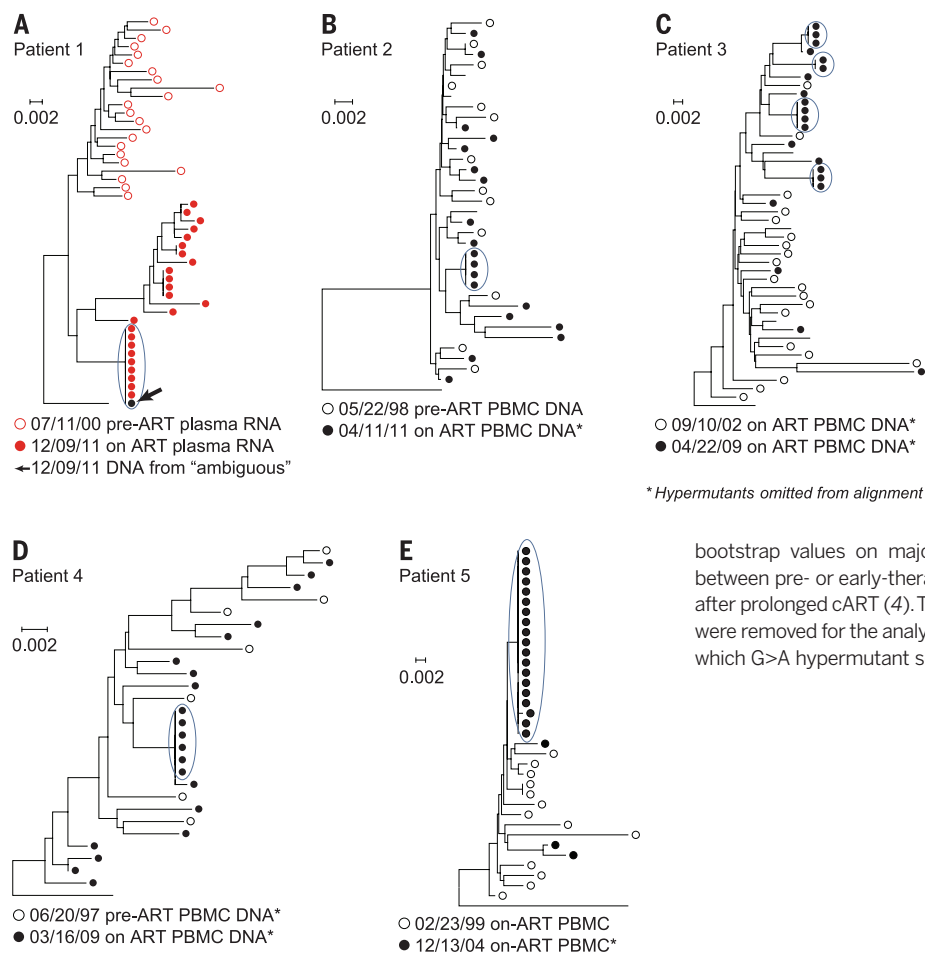 A
Patient 1
0.002
07/11/00 pre-ART plasma RNA
12/09/11 on ART plasma RNA
12/09/11 DNA from “ambiguous”
B
Patient 2
0.002
05/22/98 pre-ART PBMC DNA
04/11/11 on ART PBMC DNA*
C
Patient 3
0.002
09/10/02 on ART PBMC DNA*
04/22/09 on ART PBMC DNA*
* Hypermutants omitted from alignment
D
Patient 4
0.002
06/20/97 pre-ART PBMC DNA*
03/16/09 on ART PBMC DNA*
E
Patient 5
0.002
02/23/99 on-ART PBMC
12/13/04 on-ART PBMC*
bootstrap values on majo
between pre- or early-thera
after prolonged cART (4). T
were removed for the analy
which G>A hypermutant s